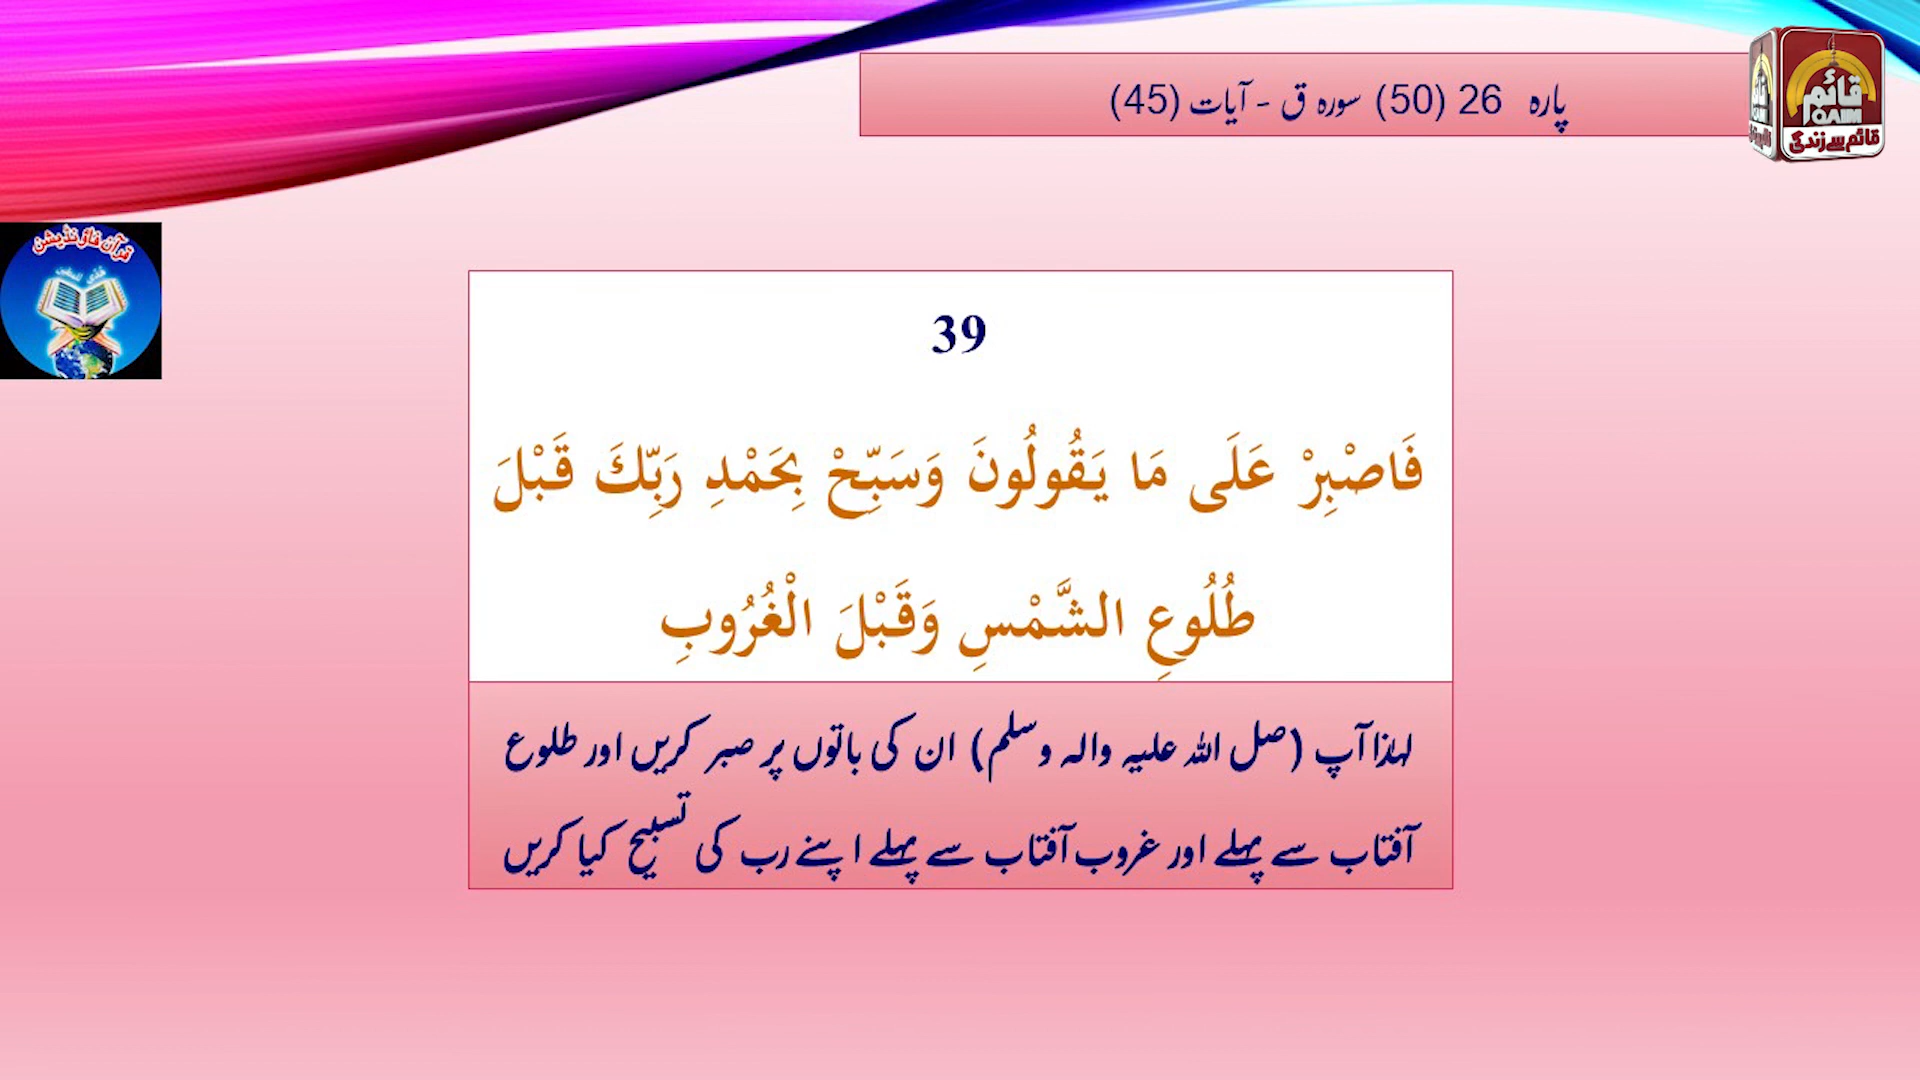 پارہ 26 (50) سورہ ق - آیات (45)
قائم
QAIM
قائم سے زندگی
قرآن فاؤنڈیشن
ھُدًی للمتقین
39
فَاصْبِرْ عَلَى مَا يَقُولُونَ وَسَبِّحْ بِحَمْدِ رَبِّكَ قَبْلَ
طُلُوعِ الشَّمْسِ وَقَبْلَ الْغُرُوبِ
لہذا آپ (صل اللہ علیہ والہ وسلم) ان کی باتوں پر صبر کریں اور طلوع
آفتاب سے پہلے اور غروب آفتاب سے پہلے اپنے رب کی تسبیح کیا کریں